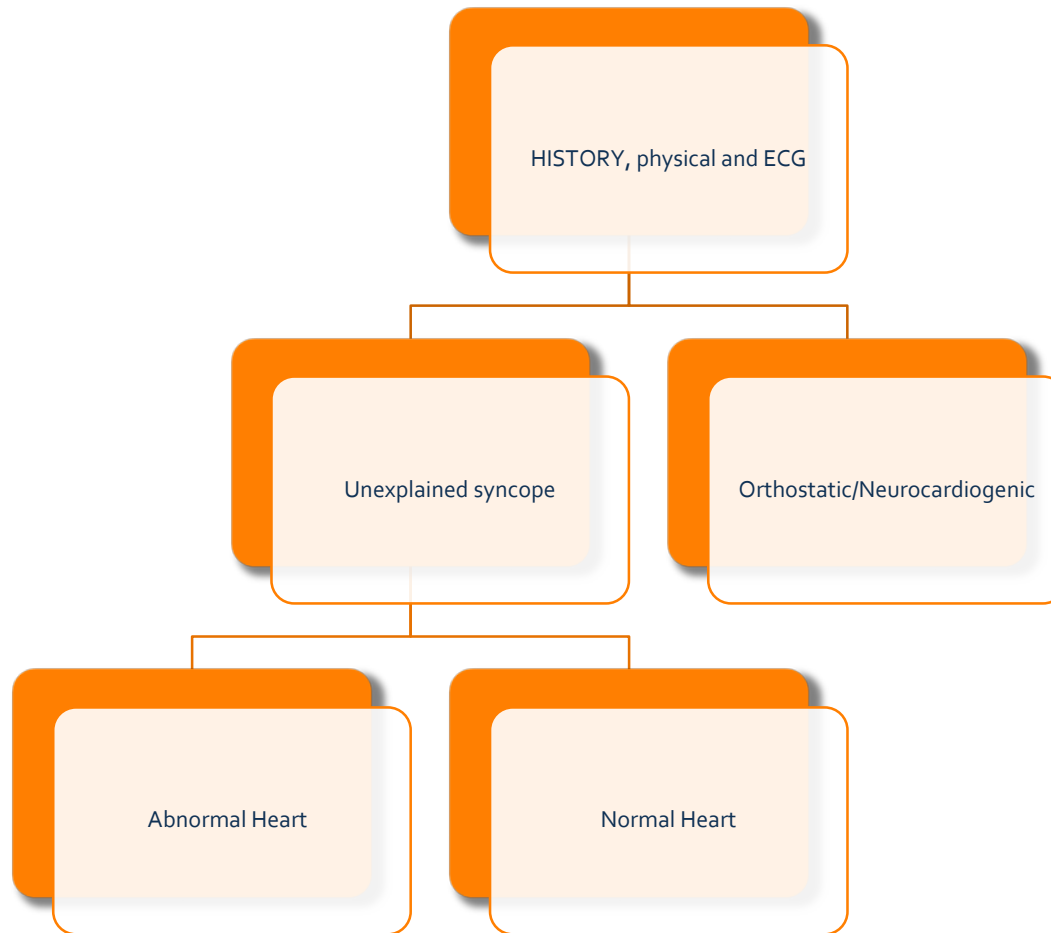 HISTORY, physical and ECG
Unexplained syncope
Orthostatic/Neurocardiogenic
Abnormal Heart
Normal Heart